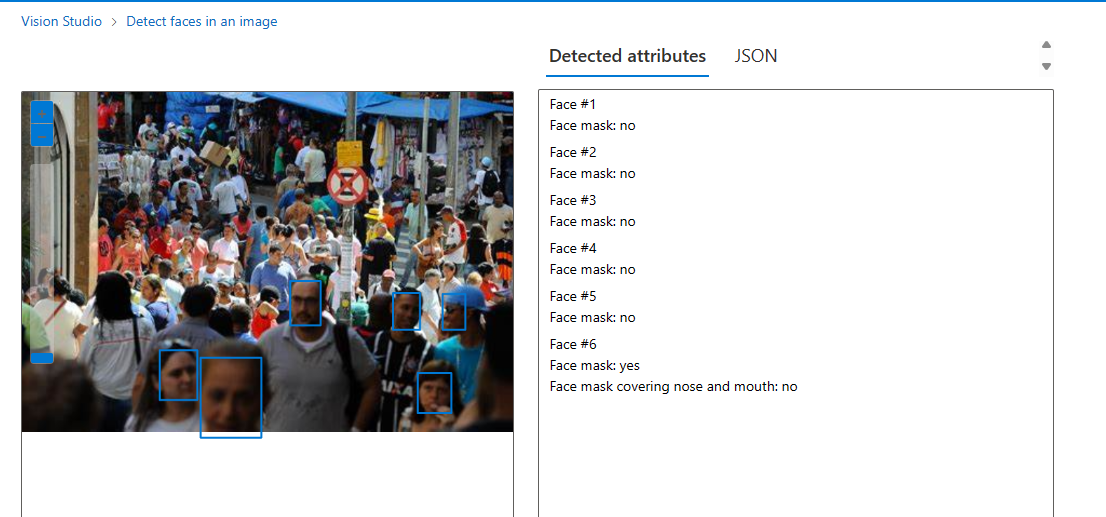 Vision Studio > Detect faces in an image
Detected attributes JSON
Face #1
Face mask: no
Face #2
Face mask: no
Face #3
Face mask: no
Face #4
Face mask: no
Face #5
Face mask: no
Face #6
Face mask: yes
Face mask covering nose and mouth: no
CAIXA